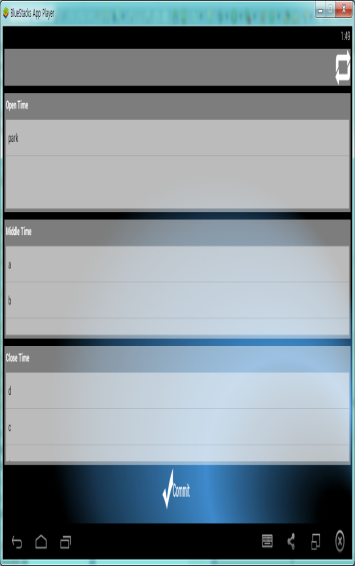 BlueStacks App Player
1:49
Open Time
park
Middle Time
a
b
Close Time
d
c
Commit